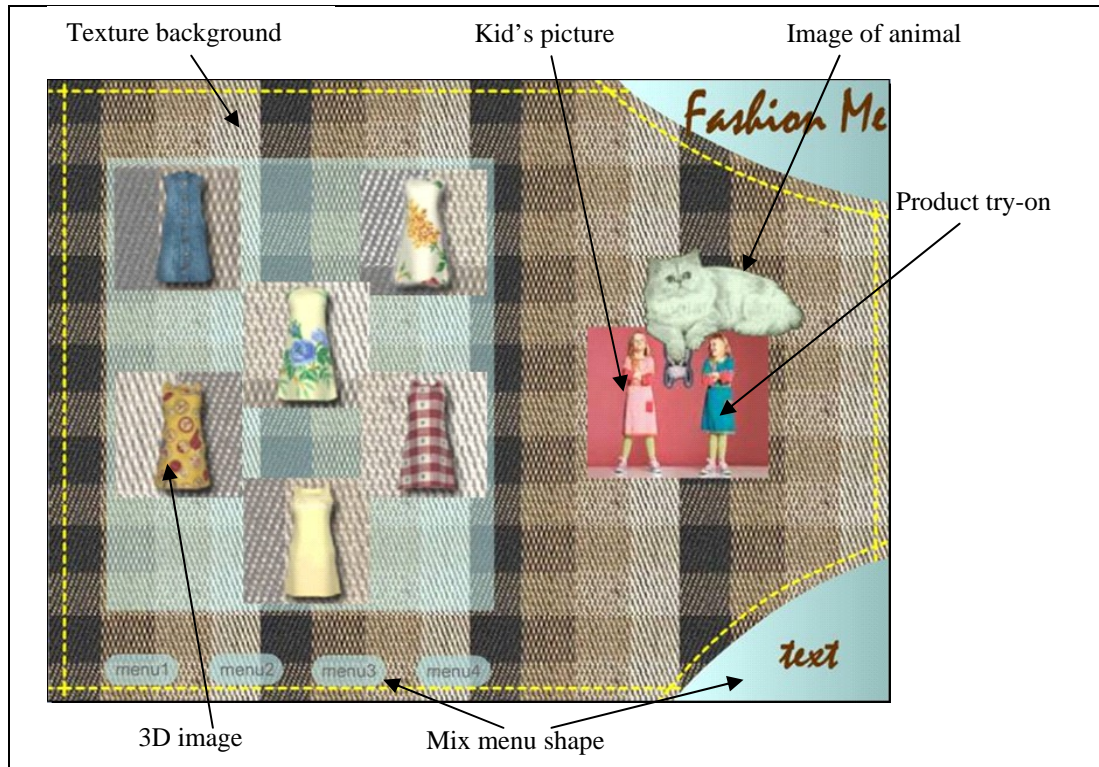 Texture background
Kid's picture
Image of animal
Fashion Me
Product try-on
menu1
menu2
menu3
menu4
text
3D image
Mix menu shape